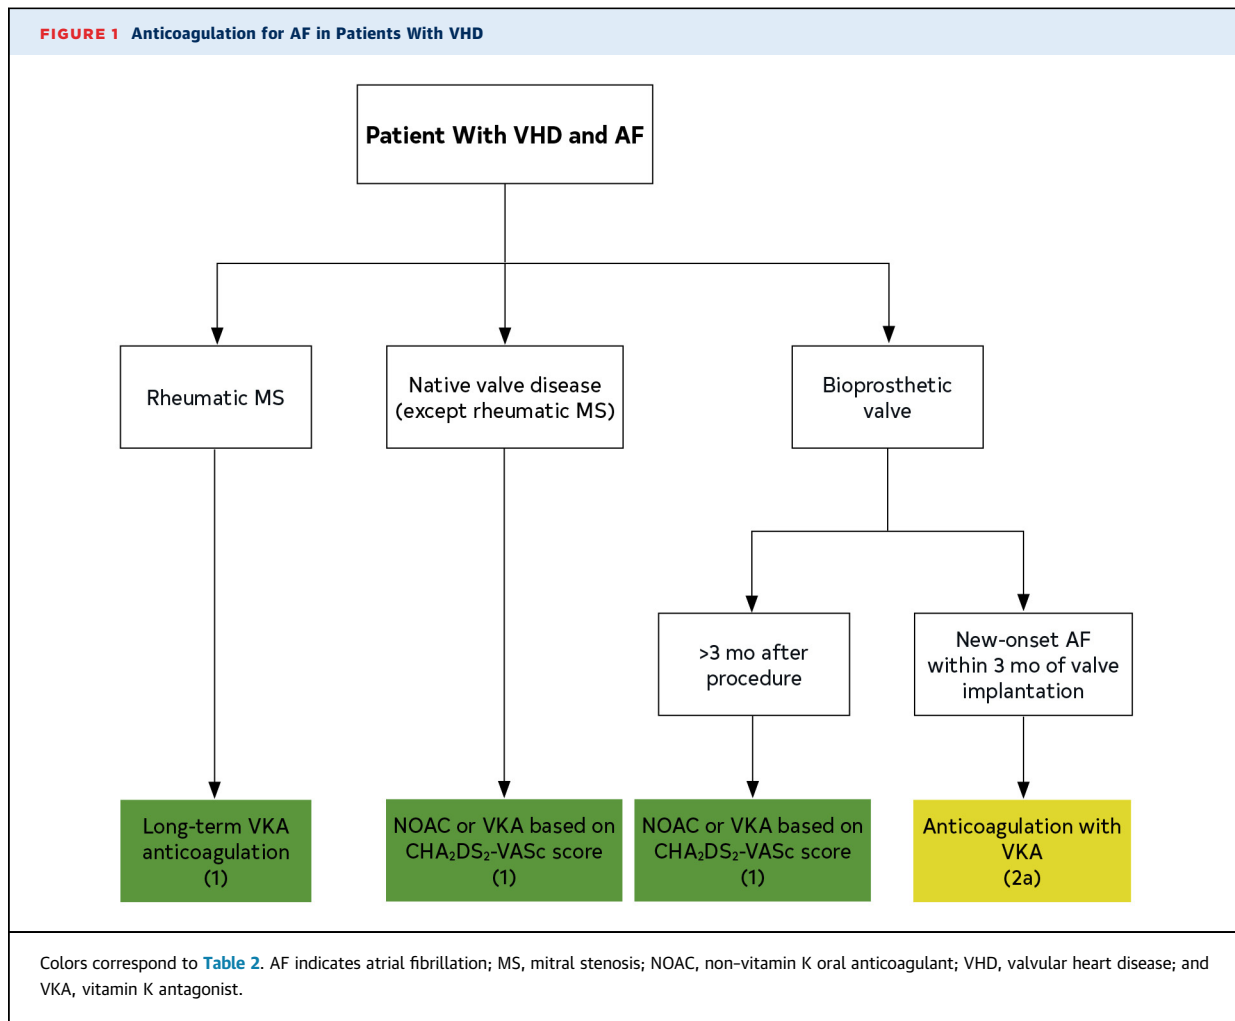 FIGURE 1 Anticoagulation for AF in Patients With VHD
Patient With VHD and AF
Rheumatic MS
Native valve disease
(except rheumatic MS)
Bioprosthetic
valve
>3 mo after
procedure
New-onset AF
within 3 mo of valve
implantation
Long-term VKA
anticoagulation
(1)
NOAC or VKA based on
CHA₂DS₂-VASc score
(1)
NOAC or VKA based on
CHA₂DS₂-VASc score
(1)
Anticoagulation with
VKA
(2a)
Colors correspond to Table 2. AF indicates atrial fibrillation; MS, mitral stenosis; NOAC, non-vitamin K oral anticoagulant; VHD, valvular heart disease; and
VKA, vitamin K antagonist.